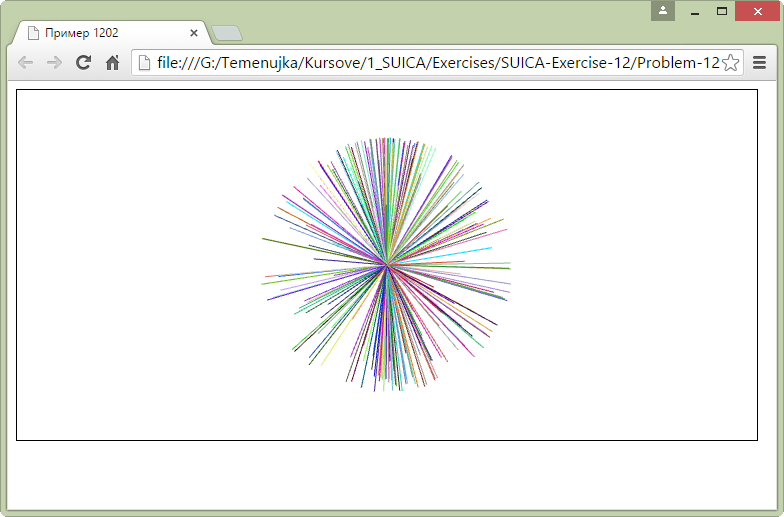 Пример 1202
file:///G:/Temenujka/Kursove/1_SUICA/Exercises/SUICA-Exercise-12/Problem-12